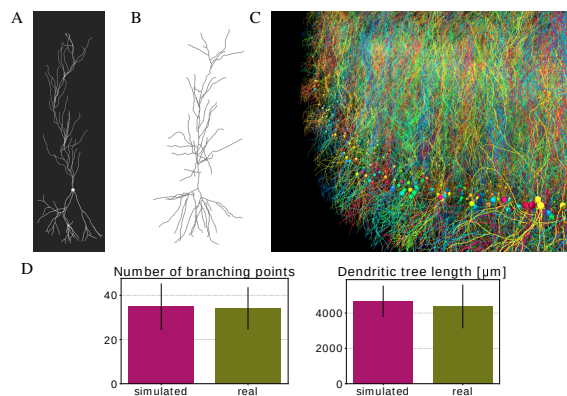 A
B
C
D
Number of branching points
Dendritic tree length [μm]
40
20
0
simulated
real
4000
2000
0
simulated
real